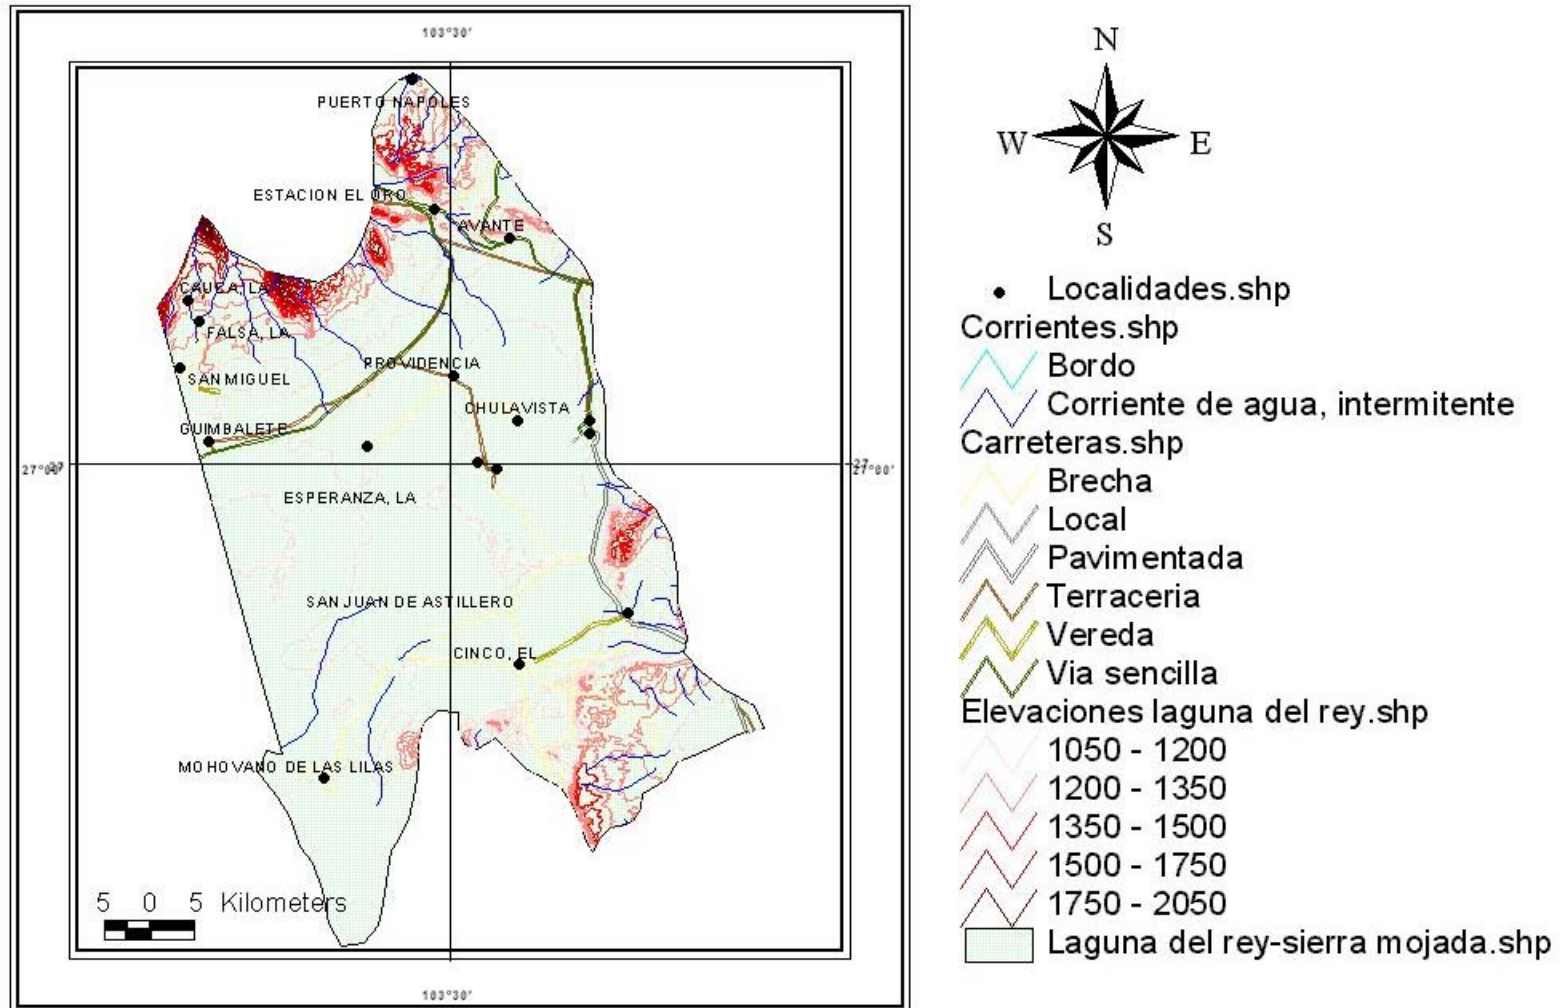 103°30'
PUERTO NAPOLES
ESTACION EL ORO
AVANTE
CAUCA, LA
FALSA, LA
PROVIDENCIA
SAN MIGUEL
CHULAVISTA
GUIMBALETE
27°00'
27°00'
ESPERANZA, LA
SAN JUAN DE ASTILLERO
CINCO, EL
MOHOVANO DE LAS LILAS
5 0 5 Kilometers
103°30'
N
W E
S
Localidades.shp
Corrientes.shp
Bordo
Corriente de agua, intermitente
Carreteras.shp
Brecha
Local
Pavimentada
Terraceria
Vereda
Via sencilla
Elevaciones laguna del rey.shp
1050 - 1200
1200 - 1350
1350 - 1500
1500 - 1750
1750 - 2050
Laguna del rey-sierra mojada.shp